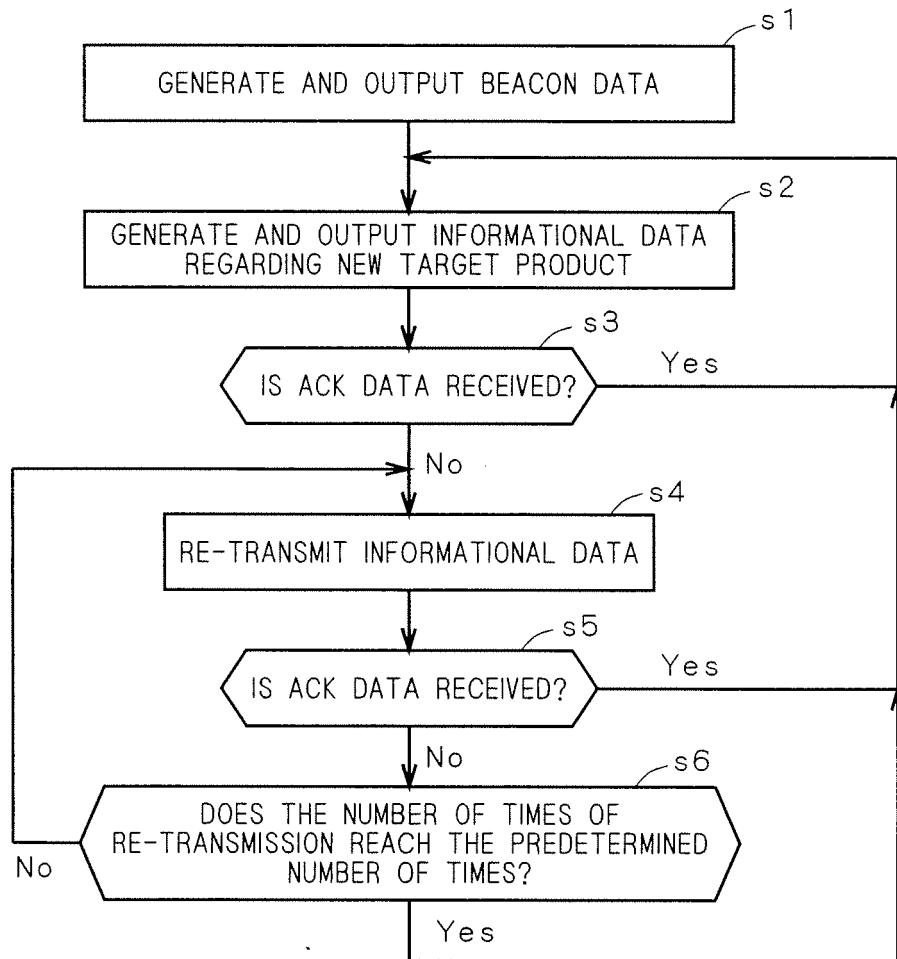 s1
GENERATE AND OUTPUT BEACON DATA
s2
GENERATE AND OUTPUT INFORMATIONAL DATA
REGARDING NEW TARGET PRODUCT
s3
IS ACK DATA RECEIVED?
Yes
No
s4
RE-TRANSMIT INFORMATIONAL DATA
s5
IS ACK DATA RECEIVED?
Yes
No
s6
DOES THE NUMBER OF TIMES OF
RE-TRANSMISSION REACH THE PREDETERMINED
NUMBER OF TIMES?
No
Yes